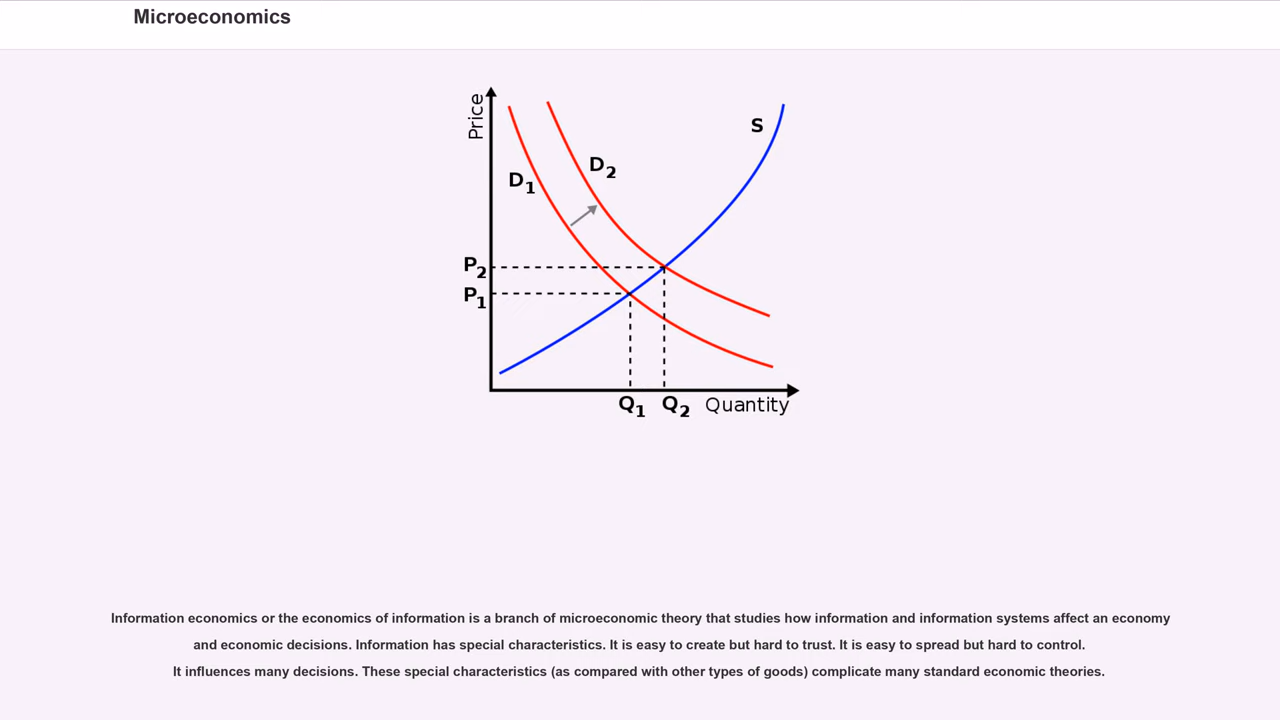 Microeconomics
Price
S
D2
D1
P2
P1
Q1 Q2 Quantity
Information economics or the economics of information is a branch of microeconomic theory that studies how information and information systems affect an economy
and economic decisions. Information has special characteristics. It is easy to create but hard to trust. It is easy to spread but hard to control.
It influences many decisions. These special characteristics (as compared with other types of goods) complicate many standard economic theories.